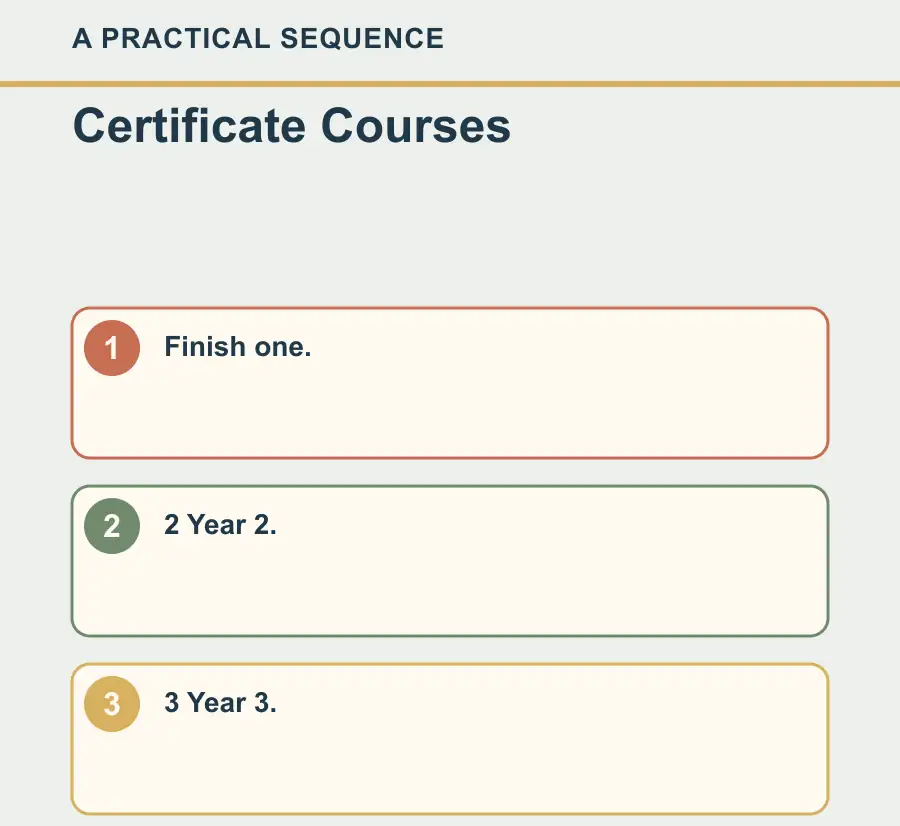 A PRACTICAL SEQUENCE
Certificate Courses
1 Finish one.
2 2 Year 2.
3 3 Year 3.